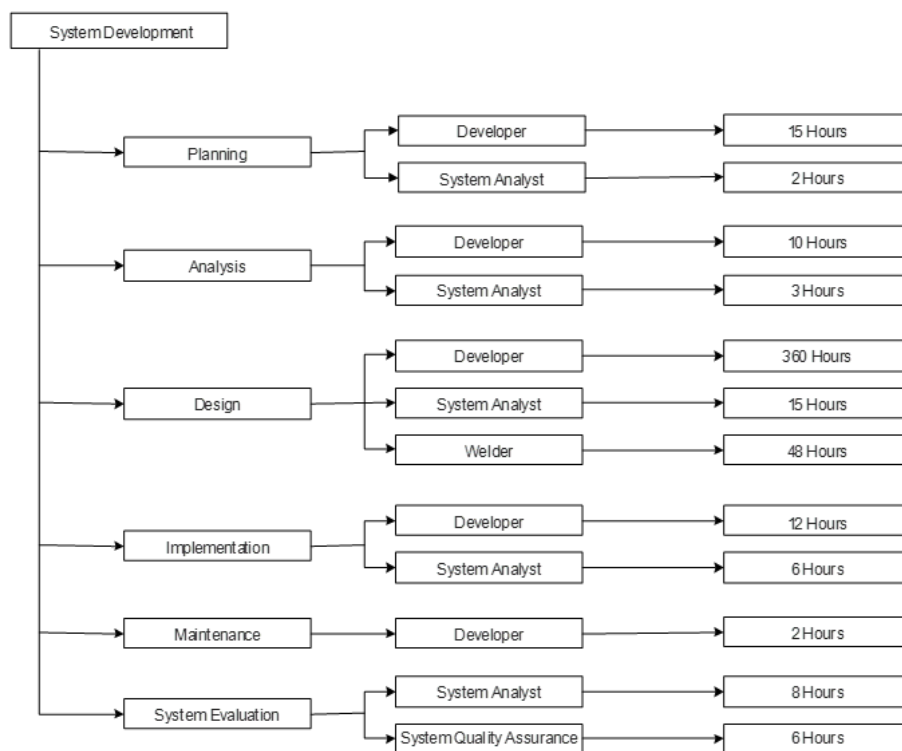 System Development
Planning
Developer
15 Hours
System Analyst
2 Hours
Analysis
Developer
10 Hours
System Analyst
3 Hours
Design
Developer
360 Hours
System Analyst
15 Hours
Welder
48 Hours
Implementation
Developer
12 Hours
System Analyst
6 Hours
Maintenance
Developer
2 Hours
System Evaluation
System Analyst
8 Hours
System Quality Assurance
6 Hours